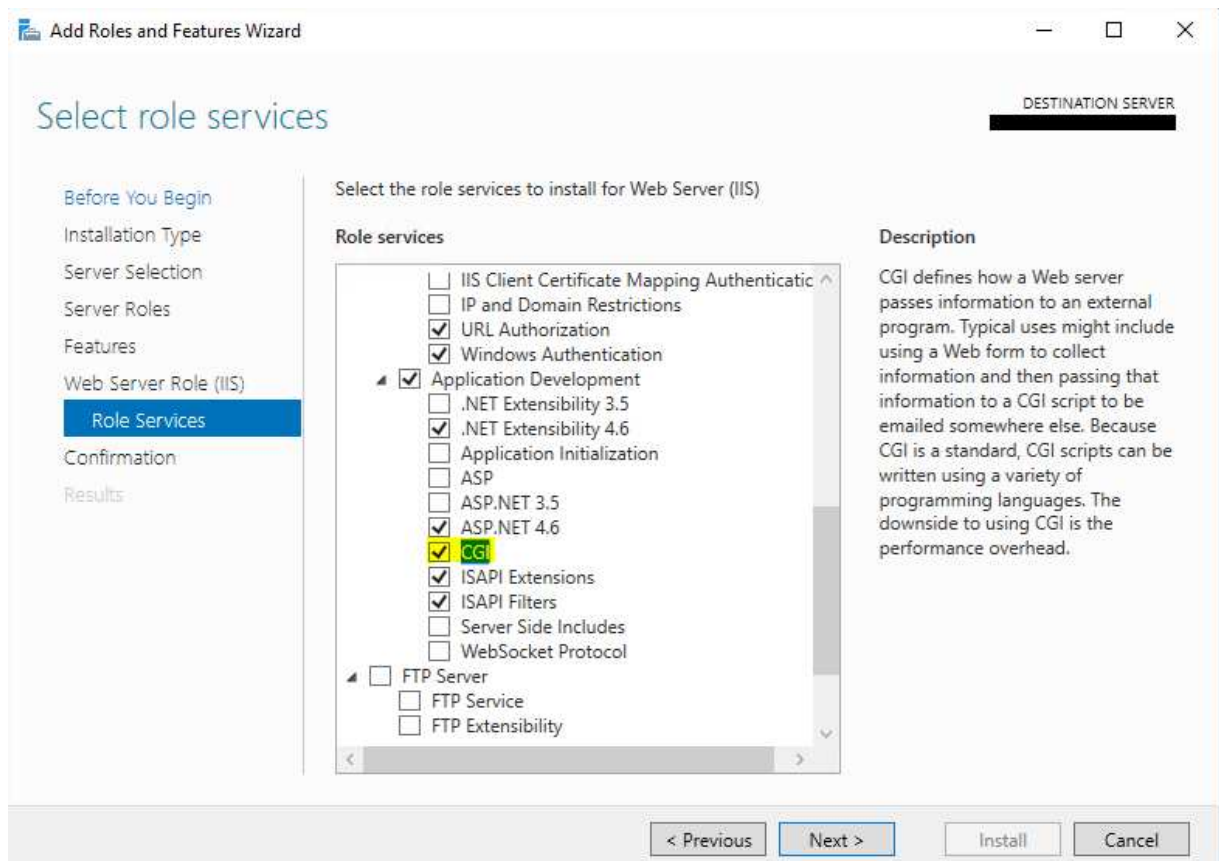 Add Roles and Features Wizard
Select role services
DESTINATION SERVER
Before You Begin
Installation Type
Server Selection
Server Roles
Features
Web Server Role (IIS)
Role Services
Confirmation
Results
Select the role services to install for Web Server (IIS)
Role services
IIS Client Certificate Mapping Authenticatic
IP and Domain Restrictions
URL Authorization
Windows Authentication
Application Development
.NET Extensibility 3.5
.NET Extensibility 4.6
Application Initialization
ASP
ASP.NET 3.5
ASP.NET 4.6
CGI
ISAPI Extensions
ISAPI Filters
Server Side Includes
WebSocket Protocol
FTP Server
FTP Service
FTP Extensibility
Description
CGI defines how a Web server
passes information to an external
program. Typical uses might include
using a Web form to collect
information and then passing that
information to a CGI script to be
emailed somewhere else. Because
CGI is a standard, CGI scripts can be
written using a variety of
programming languages. The
downside to using CGI is the
performance overhead.
< Previous
Next >
Install
Cancel